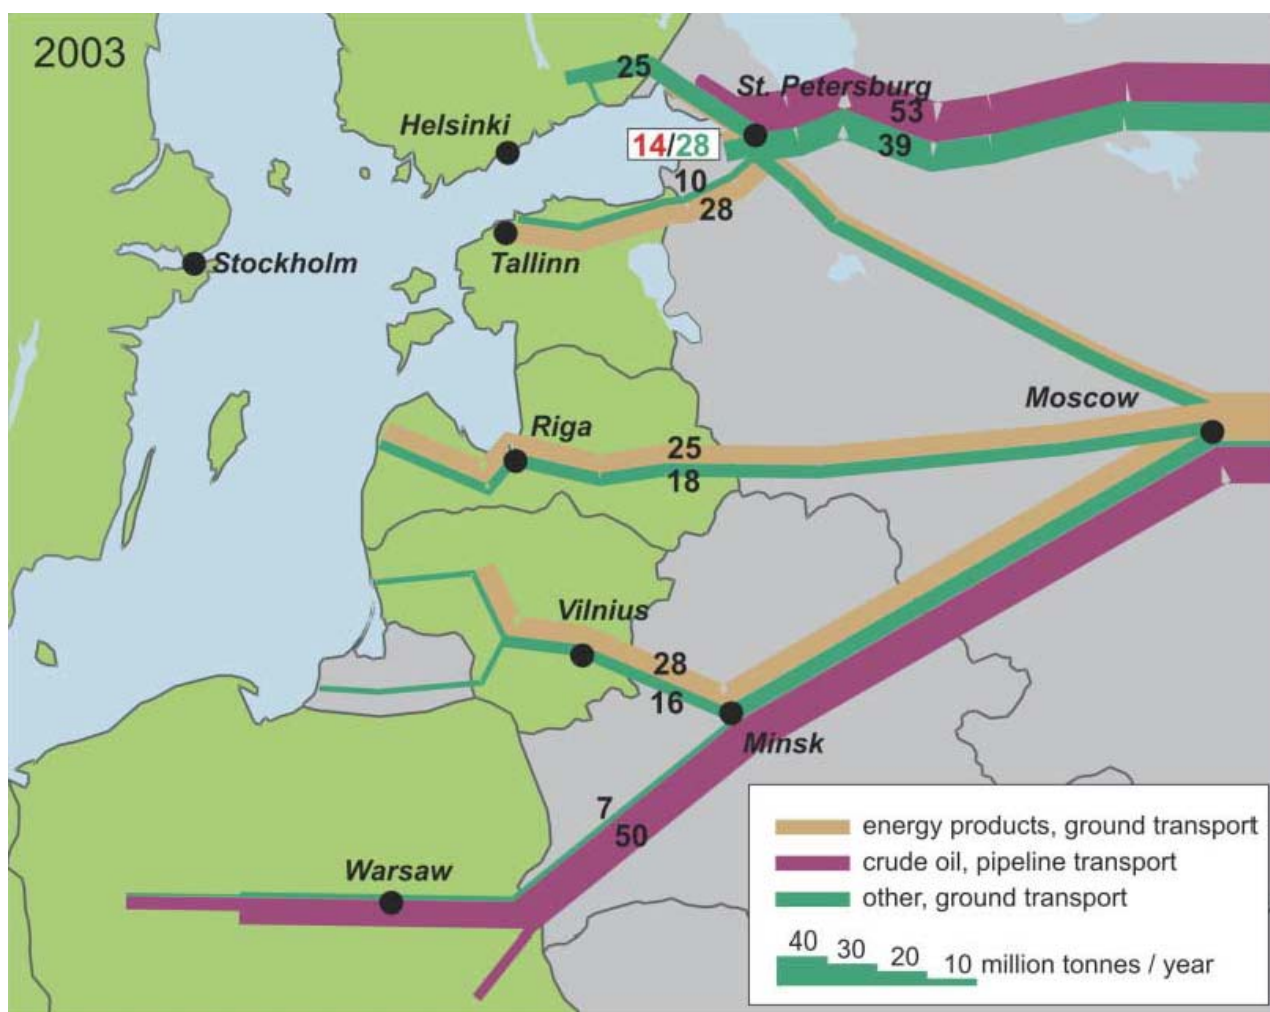 2003
25
St. Petersburg
53
Helsinki
14/28
39
10
28
Stockholm
Tallinn
Moscow
Riga
25
18
Vilnius
28
16
Minsk
7
50
Warsaw
energy products, ground transport
crude oil, pipeline transport
other, ground transport
40 30 20 10 million tonnes / year